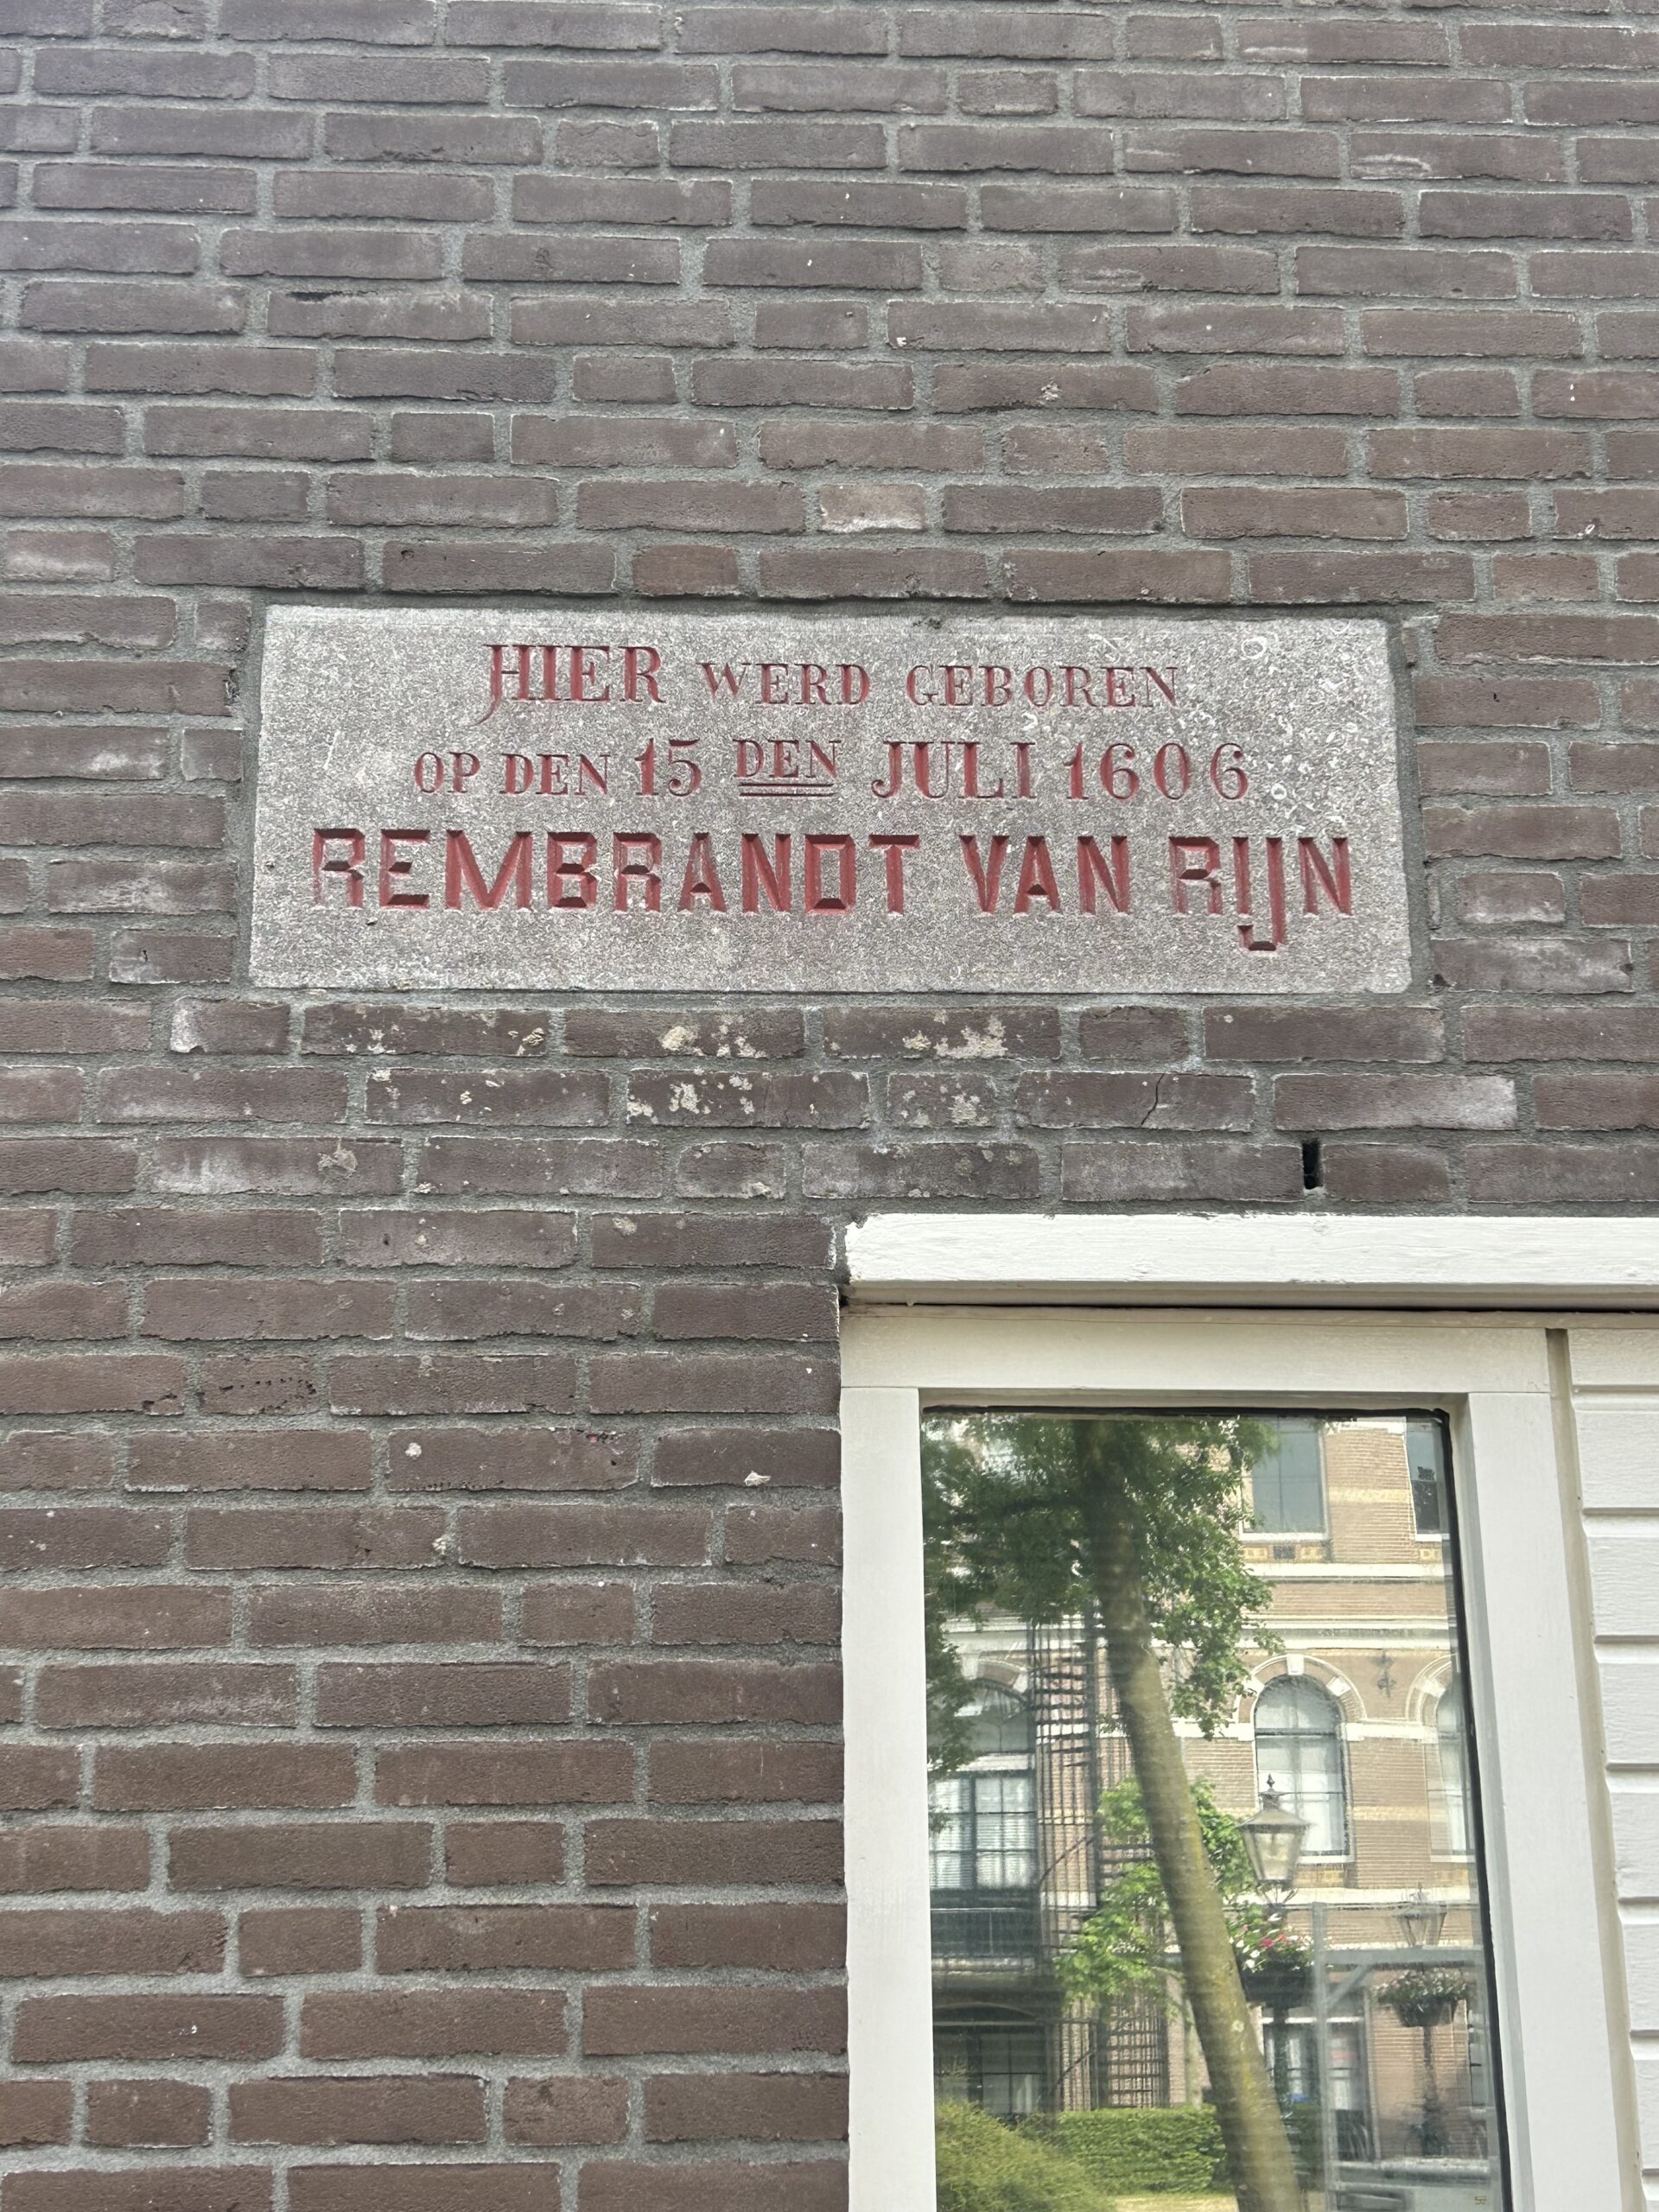 HIER WERD GEBOREN
OP DEN 15 DEN JULI 1606
REMBRANDT VAN RIJN